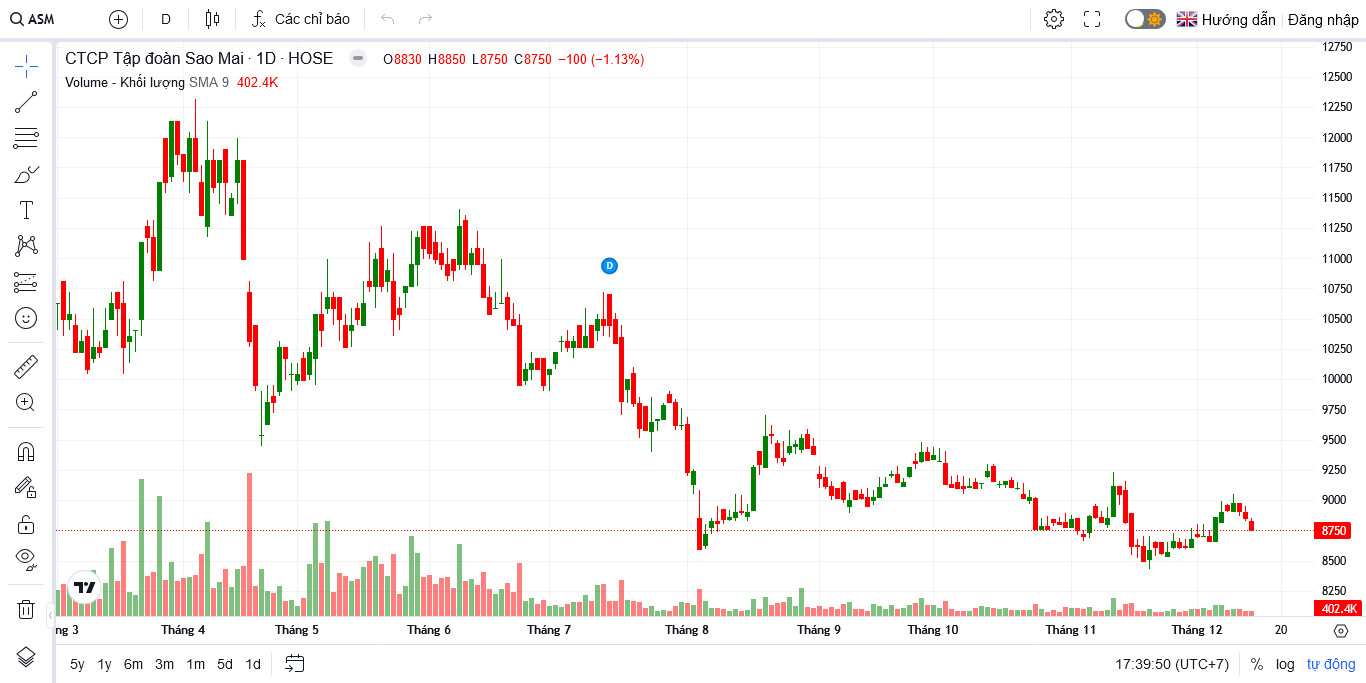 ASM D Các chỉ báo Hướng dẫn Đăng nhập
CTCP Tập đoàn Sao Mai · 1D · HOSE O8830 H8850 L8750 C8750 −100 (−1.13%)
Volume - Khối lượng SMA 9 402.4K
12750
12500
12250
12000
11750
11500
11250
11000
D
10750
10500
10250
10000
9750
9500
9250
9000
8750
8500
8250
402.4K
ng 3 Tháng 4 Tháng 5 Tháng 6 Tháng 7 Tháng 8 Tháng 9 Tháng 10 Tháng 11 Tháng 12 20
5y 1y 6m 3m 1m 5d 1d 17:39:50 (UTC+7) % log tự động